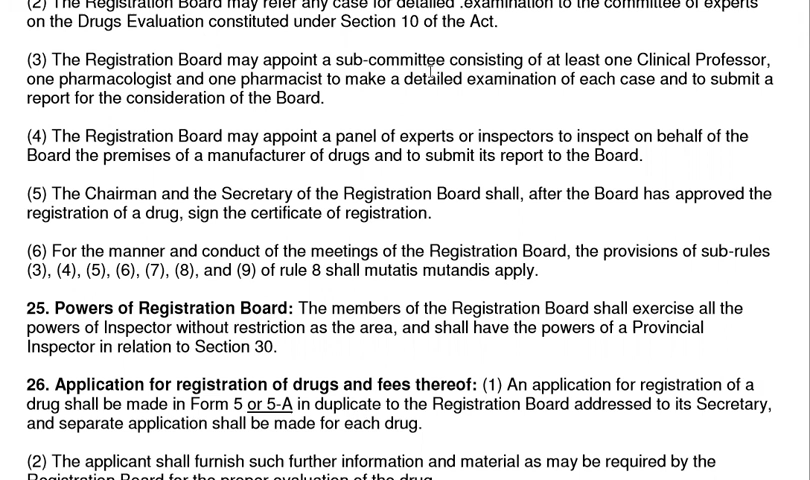 (2) The Registration Board may refer any case for detailed .examination to the committee of experts
on the Drugs Evaluation constituted under Section 10 of the Act.
(3) The Registration Board may appoint a sub-committee consisting of at least one Clinical Professor,
one pharmacologist and one pharmacist to make a detailed examination of each case and to submit a
report for the consideration of the Board.
(4) The Registration Board may appoint a panel of experts or inspectors to inspect on behalf of the
Board the premises of a manufacturer of drugs and to submit its report to the Board.
(5) The Chairman and the Secretary of the Registration Board shall, after the Board has approved the
registration of a drug, sign the certificate of registration.
(6) For the manner and conduct of the meetings of the Registration Board, the provisions of sub-rules
(3), (4), (5), (6), (7), (8), and (9) of rule 8 shall mutatis mutandis apply.
25. Powers of Registration Board: The members of the Registration Board shall exercise all the
powers of Inspector without restriction as the area, and shall have the powers of a Provincial
Inspector in relation to Section 30.
26. Application for registration of drugs and fees thereof: (1) An application for registration of a
drug shall be made in Form 5 or 5-A in duplicate to the Registration Board addressed to its Secretary,
and separate application shall be made for each drug.
(2) The applicant shall furnish such further information and material as may be required by the
Registration Board for the proper evaluation of the drug.